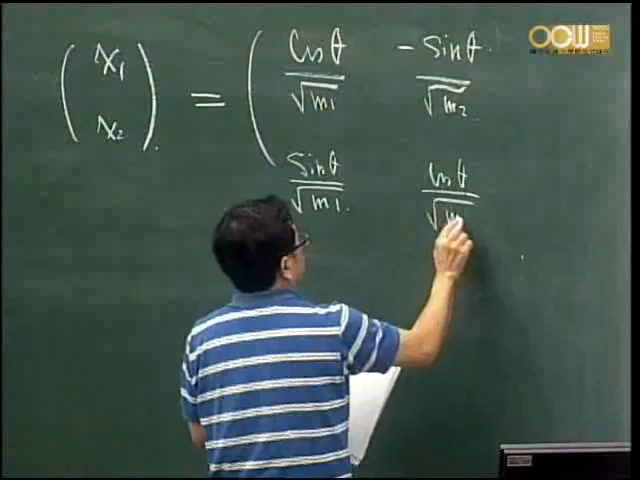 ( x₁ ) = ( cosθ/√m₁  -sinθ/√m₂
( x₂ )     sinθ/√m₁  cosθ/√m
OCW